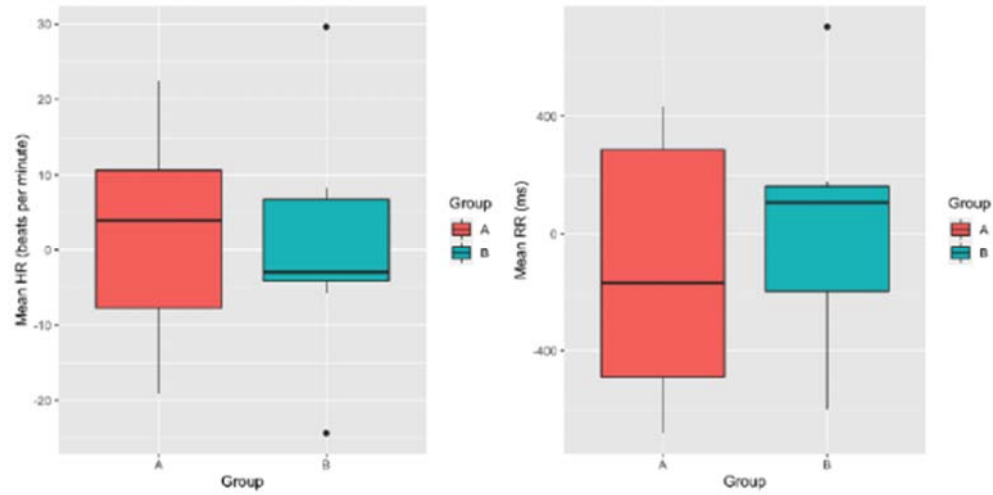 Mean HR (beats per minute)
30
20
10
0
-10
-20
A
B
Group
Group
A
B
Mean RR (ms)
400
0
-400
A
B
Group
Group
A
B